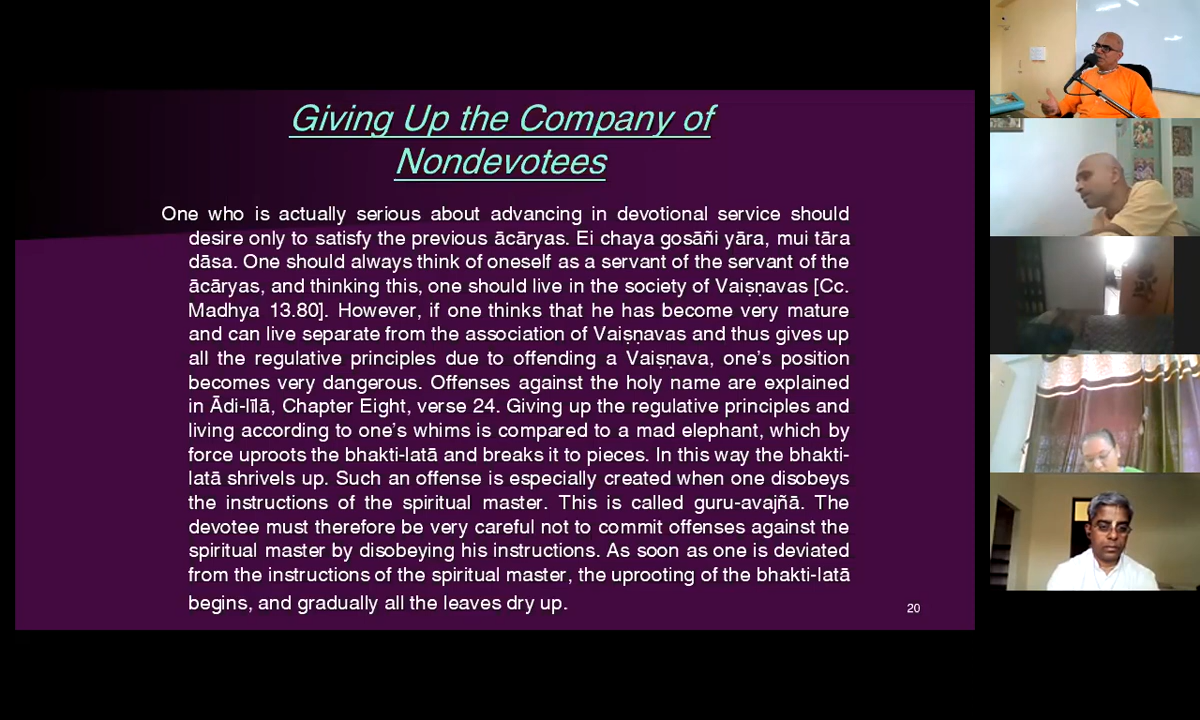 Giving Up the Company of
Nondevotees
One who is actually serious about advancing in devotional service should
desire only to satisfy the previous ācāryas. Ei chaya gosāñi yāra, mui tāra
dāsa. One should always think of oneself as a servant of the servant of the
ācāryas, and thinking this, one should live in the society of Vaiṣṇavas [Cc.
Madhya 13.80]. However, if one thinks that he has become very mature
and can live separate from the association of Vaiṣṇavas and thus gives up
all the regulative principles due to offending a Vaiṣṇava, one's position
becomes very dangerous. Offenses against the holy name are explained
in Ādi-līlā, Chapter Eight, verse 24. Giving up the regulative principles and
living according to one's whims is compared to a mad elephant, which by
force uproots the bhakti-latā and breaks it to pieces. In this way the bhakti-
latā shrivels up. Such an offense is especially created when one disobeys
the instructions of the spiritual master. This is called guru-avajñā. The
devotee must therefore be very careful not to commit offenses against the
spiritual master by disobeying his instructions. As soon as one is deviated
from the instructions of the spiritual master, the uprooting of the bhakti-latā
begins, and gradually all the leaves dry up.
20